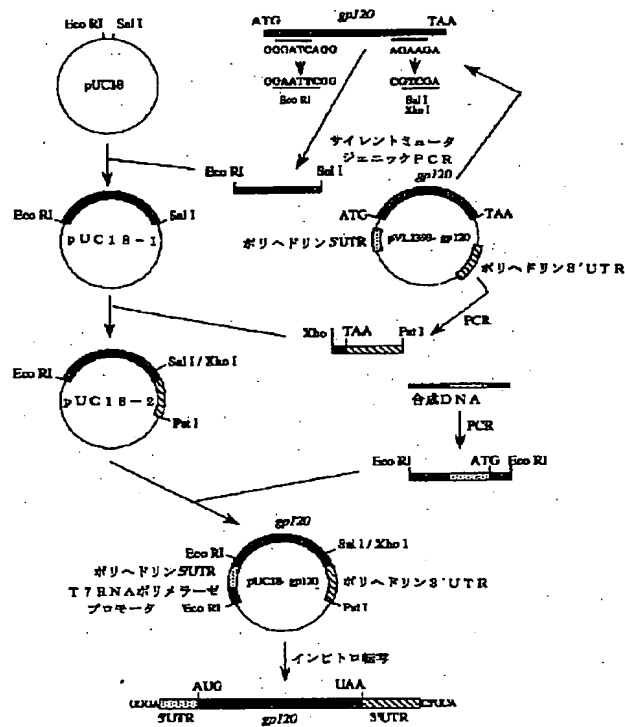 Eco RI Sal I
pUC18
gp120
ATG TAA
GGGATCAGG AGAAGA
GGAATTCGG CGTCGA
Eco RI Sal I
Xho I
サイレントミュータ
ジェニックPCR
Eco RI Sal I
gp120
ATG TAA
pVL1393-gp120
ポリヘドリン5'UTR
ポリヘドリン3'UTR
Eco RI Sal I
pUC18-1
PCR
Xho TAA Pst I
Eco RI Sal I / Xho I
pUC18-2
Pst I
合成DNA
PCR
Eco RI ATG Eco RI
gp120
Eco RI Sal I / Xho I
ポリヘドリン5'UTR
T7RNAポリメラーゼ
プロモータ
Eco RI
pUC18-gp120
ポリヘドリン3'UTR
Pst I
インビトロ転写
AUG UAA
5'UTR gp120 3'UTR